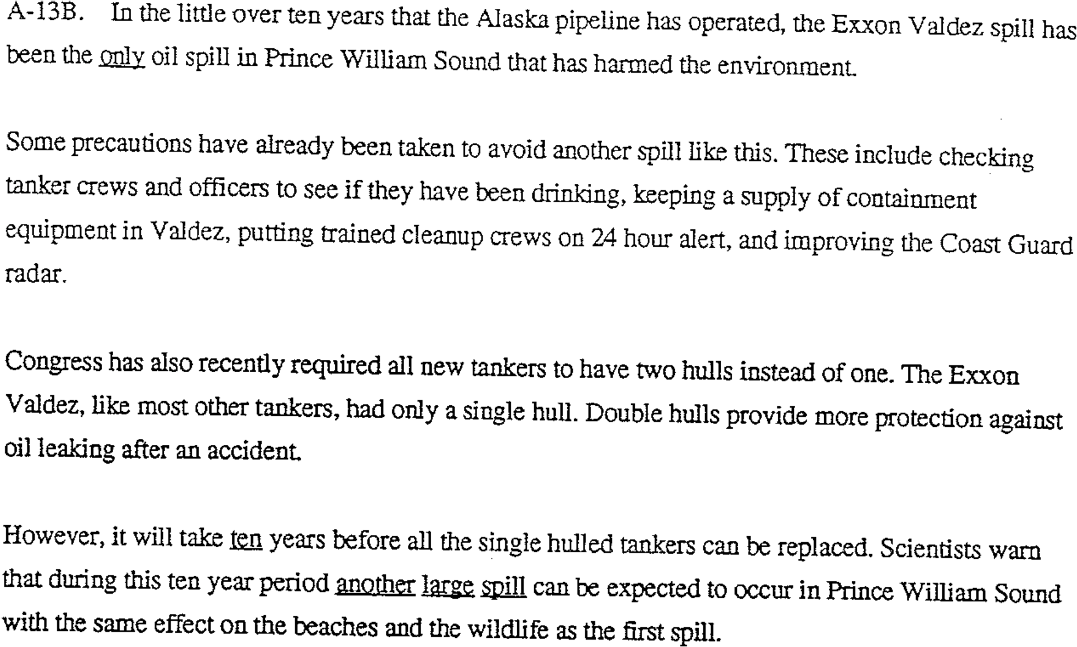 A-13B. In the little over ten years that the Alaska pipeline has operated, the Exxon Valdez spill has
been the only oil spill in Prince William Sound that has harmed the environment.
Some precautions have already been taken to avoid another spill like this. These include checking
tanker crews and officers to see if they have been drinking, keeping a supply of containment
equipment in Valdez, putting trained cleanup crews on 24 hour alert, and improving the Coast Guard
radar.
Congress has also recently required all new tankers to have two hulls instead of one. The Exxon
Valdez, like most other tankers, had only a single hull. Double hulls provide more protection against
oil leaking after an accident.
However, it will take ten years before all the single hulled tankers can be replaced. Scientists warn
that during this ten year period another large spill can be expected to occur in Prince William Sound
with the same effect on the beaches and the wildlife as the first spill.